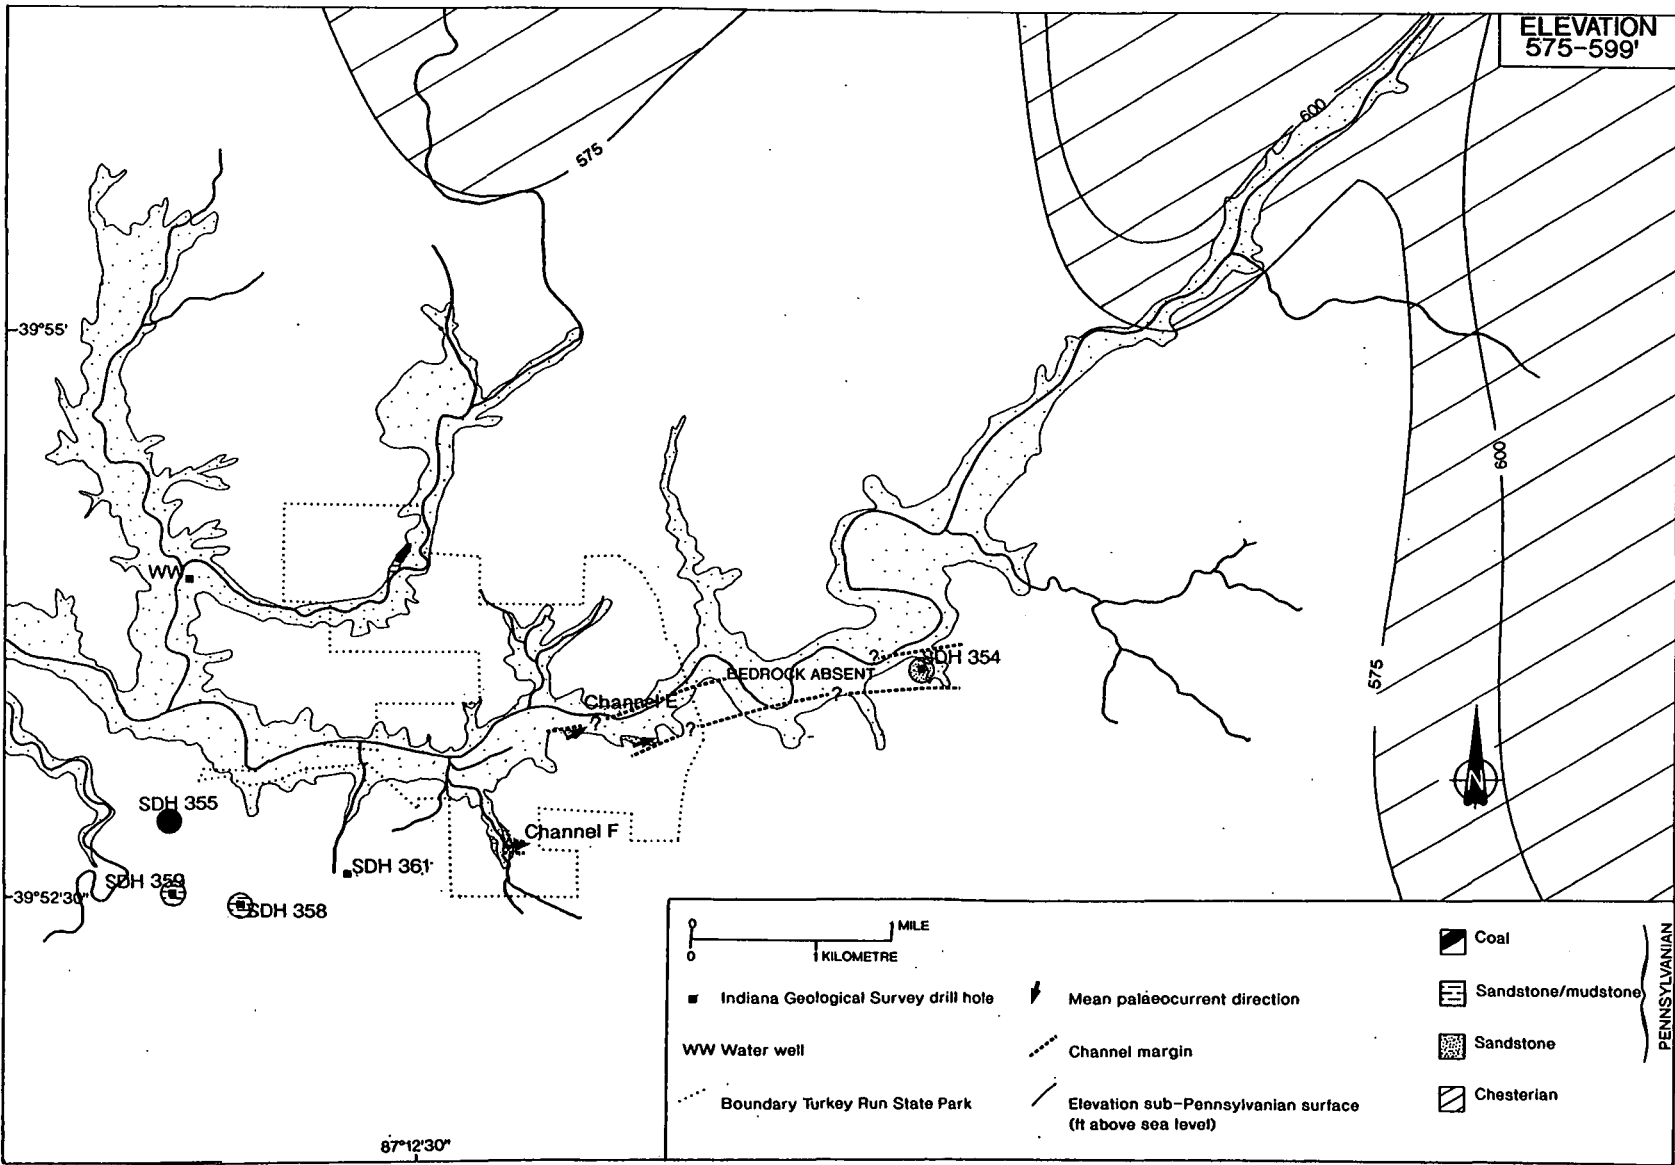 ELEVATION
575-599'
600
575
39°55'
600
WW
575
SDH 354
BEDROCK ABSENT
?
Channel E
?
?
?
N
SDH 355
Channel F
SDH 361
SDH 359
39°52'30"
SDH 358
0
MILE
0
KILOMETRE
Indiana Geological Survey drill hole
WW Water well
Boundary Turkey Run State Park
Mean palaeocurrent direction
Channel margin
Elevation sub-Pennsylvanian surface
(ft above sea level)
Coal
Sandstone/mudstone
Sandstone
Chesterian
PENNSYLVANIAN
87°12'30"